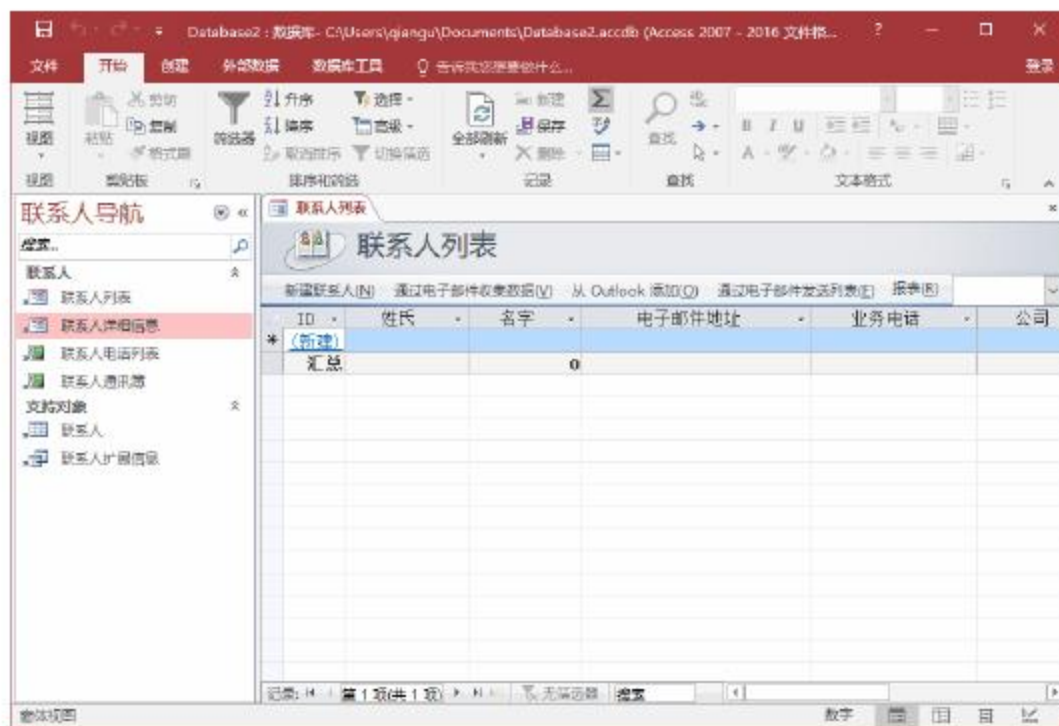 Database2 : 数据库- C:\Users\qiangu\Documents\Database2.accdb (Access 2007 - 2016 文件格...
文件 开始 创建 外部数据 数据库工具 告诉我您想要做什么... 登录
视图 粘贴 剪切 复制 格式刷 筛选器 升序 降序 取消排序 选择 高级 切换筛选 全部刷新 新建 保存 删除 查找
视图 剪贴板 排序和筛选 记录 查找 文本格式
联系人导航
搜索...
联系人
联系人列表
联系人详细信息
联系人电话列表
联系人通讯簿
支持对象
联系人
联系人扩展信息
联系人列表
联系人列表
新建联系人(N) 通过电子邮件收集数据(V) 从 Outlook 添加(O) 通过电子邮件发送列表(E) 报表(R)
ID 姓氏 名字 电子邮件地址 业务电话 公司
* (新建)
汇总 0
记录: 第 1 项(共 1 项) 无筛选器 搜索
窗体视图 数字